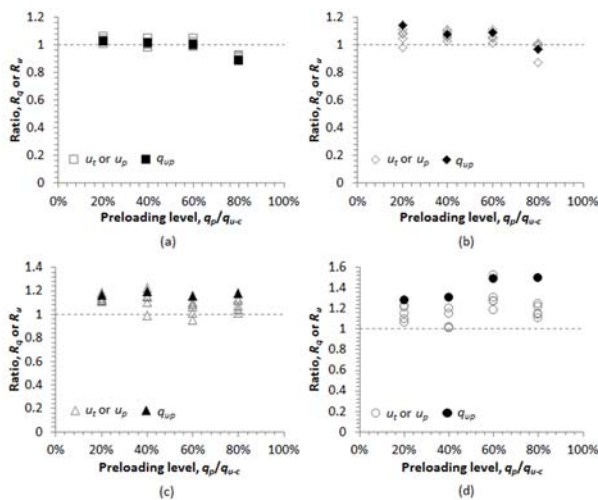 1.2
1
0.8
0.6
0.4
0.2
0
Ratio, Rq or Ru
ut or up qup
0% 20% 40% 60% 80% 100%
Preloading level, qp/qu-c
(a)
1.2
1
0.8
0.6
0.4
0.2
0
Ratio, Rq or Ru
ut or up qup
0% 20% 40% 60% 80% 100%
Preloading level, qp/qu-c
(b)
1.4
1.2
1
0.8
0.6
0.4
0.2
0
Ratio, Rq or Ru
ut or up qup
0% 20% 40% 60% 80% 100%
Preloading level, qp/qu-c
(c)
1.6
1.4
1.2
1
0.8
0.6
0.4
0.2
0
Ratio, Rq or Ru
ut or up qup
0% 20% 40% 60% 80% 100%
Preloading level, qp/qu-c
(d)